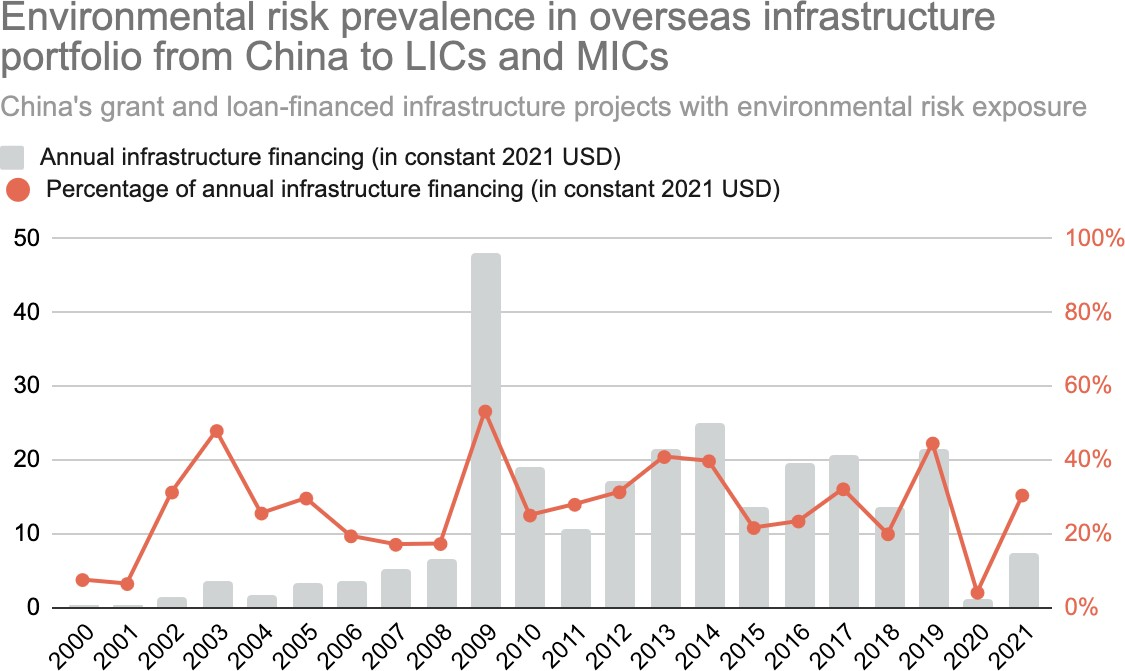 Environmental risk prevalence in overseas infrastructure
portfolio from China to LICs and MICs
China's grant and loan-financed infrastructure projects with environmental risk exposure
Annual infrastructure financing (in constant 2021 USD)
Percentage of annual infrastructure financing (in constant 2021 USD)
50 100%
40 80%
30 60%
20 40%
10 20%
0 0%
2000 2001 2002 2003 2004 2005 2006 2007 2008 2009 2010 2011 2012 2013 2014 2015 2016 2017 2018 2019 2020 2021